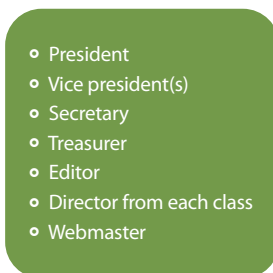 President
Vice president(s)
Secretary
Treasurer
Editor
Director from each class
Webmaster